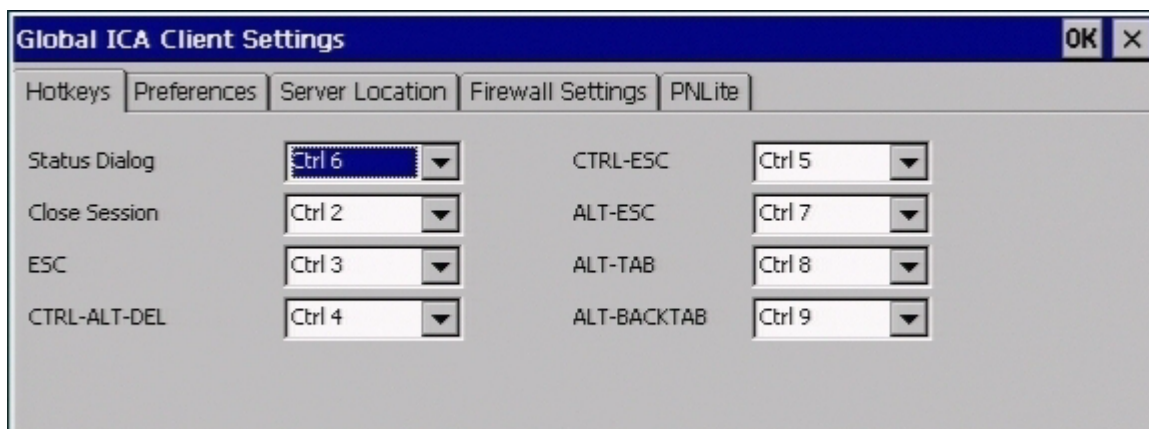 Global ICA Client Settings OK
Hotkeys Preferences Server Location Firewall Settings PNLite
Status Dialog Ctrl 6 CTRL-ESC Ctrl 5
Close Session Ctrl 2 ALT-ESC Ctrl 7
ESC Ctrl 3 ALT-TAB Ctrl 8
CTRL-ALT-DEL Ctrl 4 ALT-BACKTAB Ctrl 9